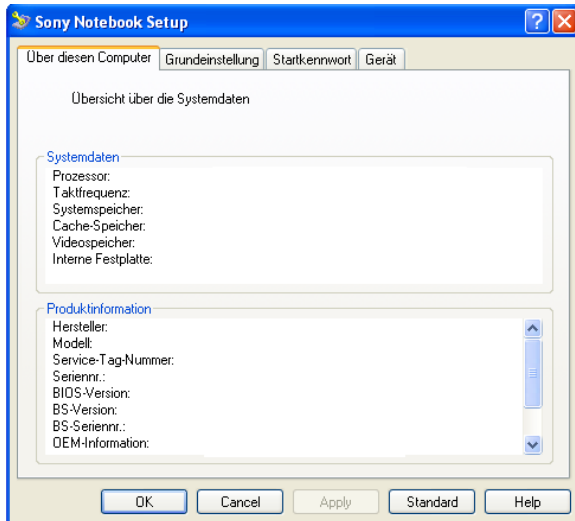 Sony Notebook Setup
Über diesen Computer Grundeinstellung Startkennwort Gerät
Übersicht über die Systemdaten
Systemdaten
Prozessor:
Taktfrequenz:
Systemspeicher:
Cache-Speicher:
Videospeicher:
Interne Festplatte:
Produktinformation
Hersteller:
Modell:
Service-Tag-Nummer:
Seriennr.:
BIOS-Version:
BS-Version:
BS-Seriennr.:
OEM-Information:
OK Cancel Apply Standard Help